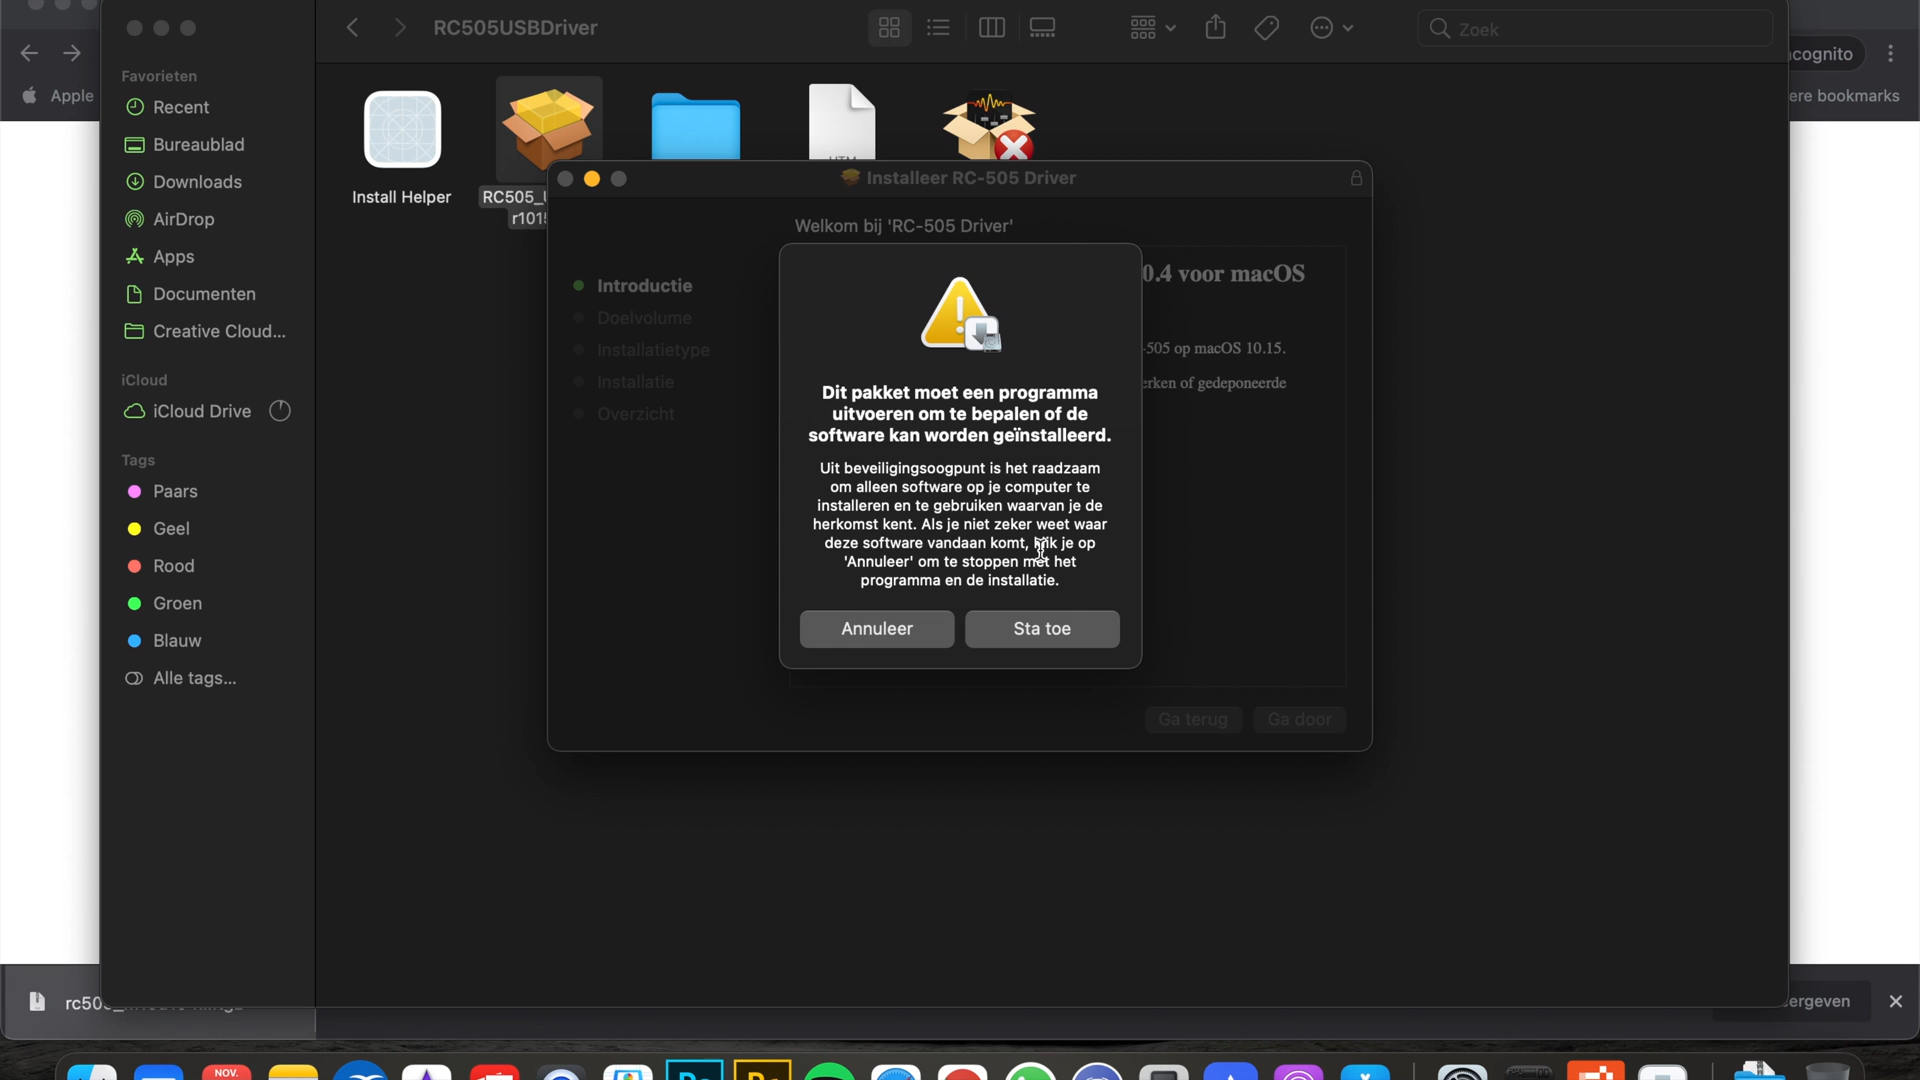 RC505USBDriver
Zoek
cognito
Apple
ere bookmarks
Favorieten
Recent
Bureaublad
Downloads
AirDrop
Apps
Documenten
Creative Cloud...
iCloud
iCloud Drive
Tags
Paars
Geel
Rood
Groen
Blauw
Alle tags...
Install Helper
RC505_U
r1015
Installeer RC-505 Driver
Welkom bij 'RC-505 Driver'
Introductie
Doelvolume
Installatietype
Installatie
Overzicht
0.4 voor macOS
-505 op macOS 10.15.
erken of gedeponeerde
Dit pakket moet een programma
uitvoeren om te bepalen of de
software kan worden geïnstalleerd.
Uit beveiligingsoogpunt is het raadzaam
om alleen software op je computer te
installeren en te gebruiken waarvan je de
herkomst kent. Als je niet zeker weet waar
deze software vandaan komt, klik je op
'Annuleer' om te stoppen met het
programma en de installatie.
Annuleer
Sta toe
Ga terug
Ga door
ergeven
NOV.